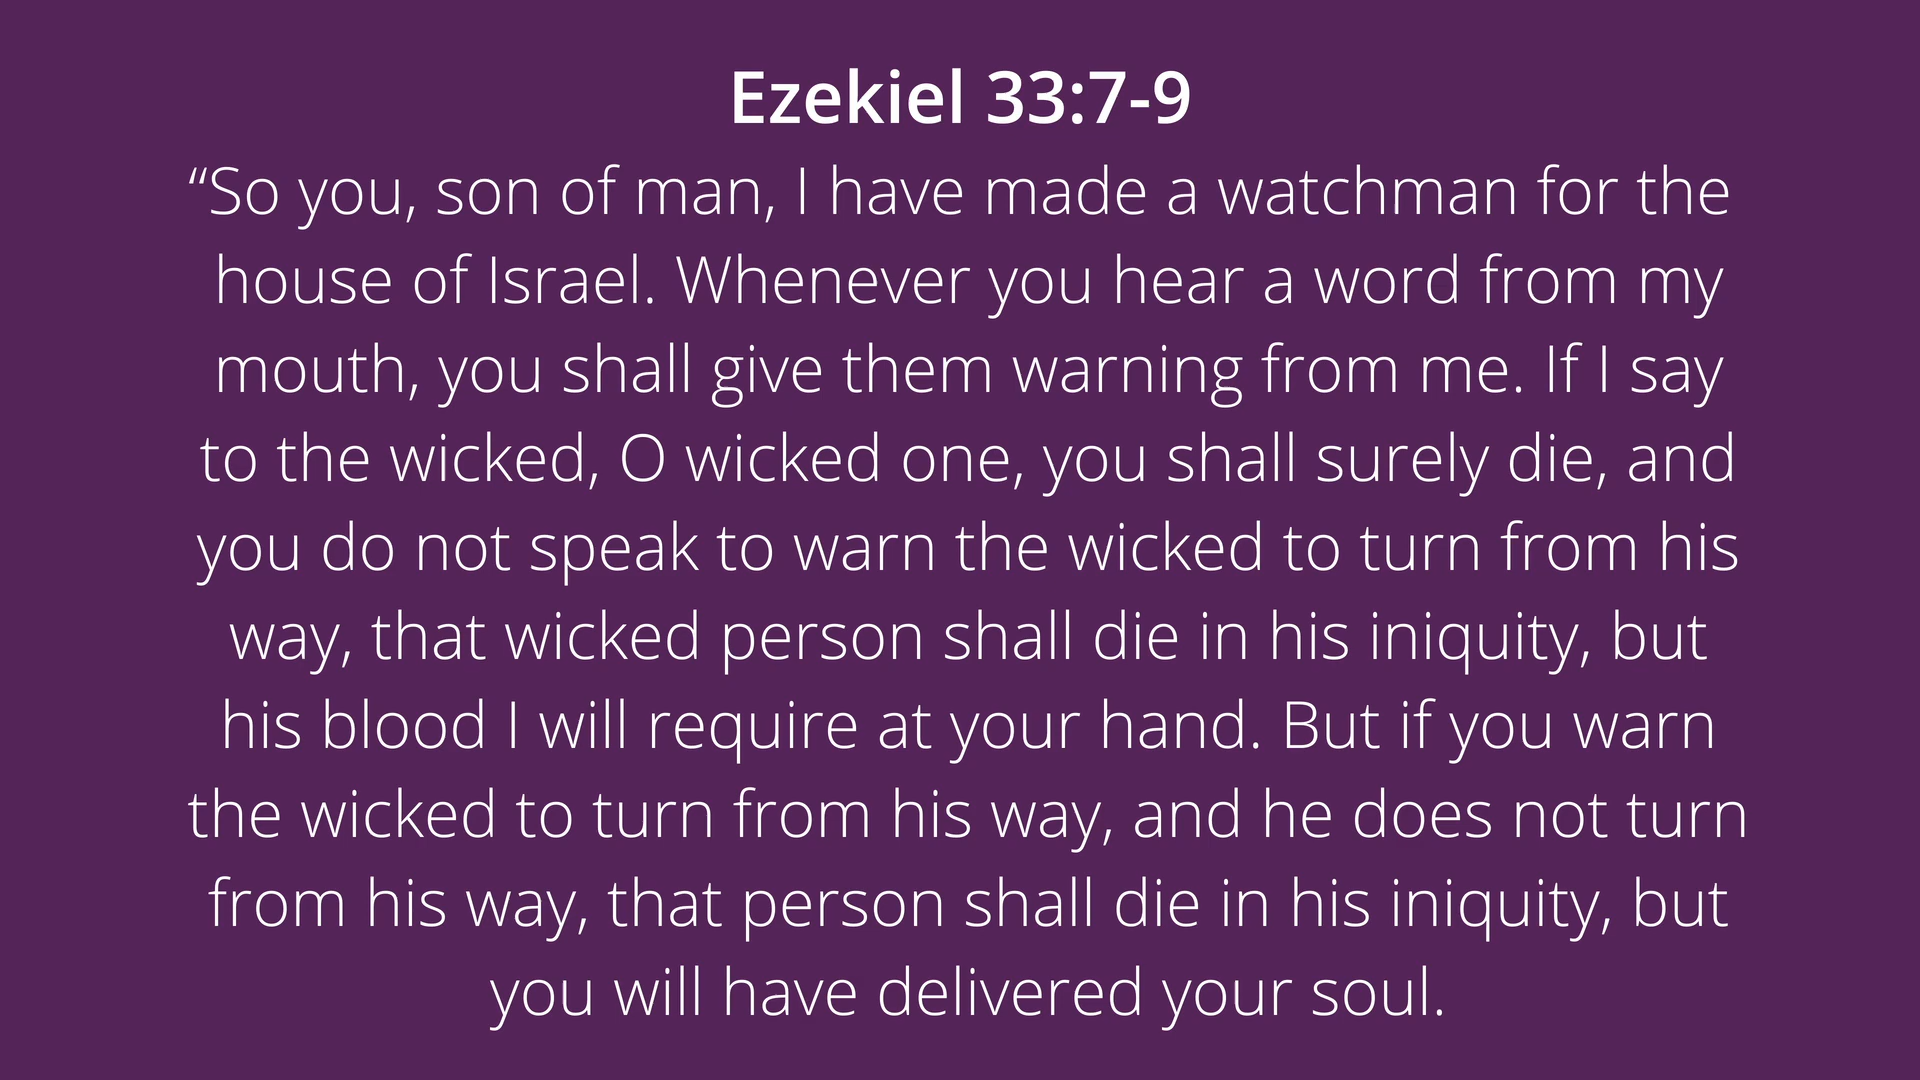 Ezekiel 33:7-9
“So you, son of man, I have made a watchman for the
house of Israel. Whenever you hear a word from my
mouth, you shall give them warning from me. If I say
to the wicked, O wicked one, you shall surely die, and
you do not speak to warn the wicked to turn from his
way, that wicked person shall die in his iniquity, but
his blood I will require at your hand. But if you warn
the wicked to turn from his way, and he does not turn
from his way, that person shall die in his iniquity, but
you will have delivered your soul.